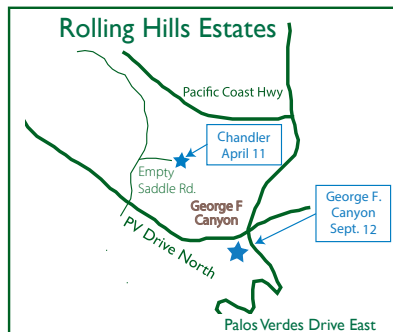 Rolling Hills Estates
Pacific Coast Hwy
Chandler
April 11
Empty
Saddle Rd.
George F
Canyon
George F.
Canyon
Sept. 12
PV Drive North
Palos Verdes Drive East